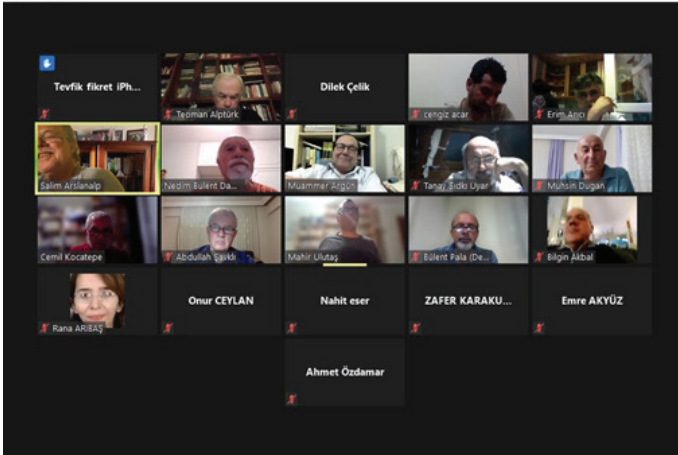 Tevfik fikret iPh...
Teoman Alptürk
Dilek Çelik
cengiz acar
Erim Arıcı
Salim Arslanalp
Nedim Bülent Da...
Muammer Argün
Tanay Sıdkı Uyar
Muhsin Dugan
Cemil Kocatepe
Abdullah Şavklı
Mahir Ulutaş
Bülent Pala (De...
Bilgin Akbal
Rana ARIBAŞ
Onur CEYLAN
Nahit eser
ZAFER KARAKU...
Emre AKYÜZ
Ahmet Özdamar